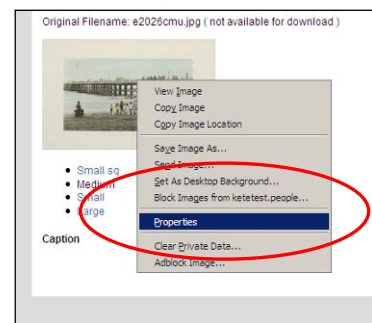 Original Filename: e2026cmu.jpg ( not available for download )
View Image
Copy Image
Copy Image Location
Save Image As...
Send Image...
Set As Desktop Background...
Block Images from ketetest.people...
Properties
Clear Private Data...
Adblock Image...
Small sq
Medium
Small
Large
Caption